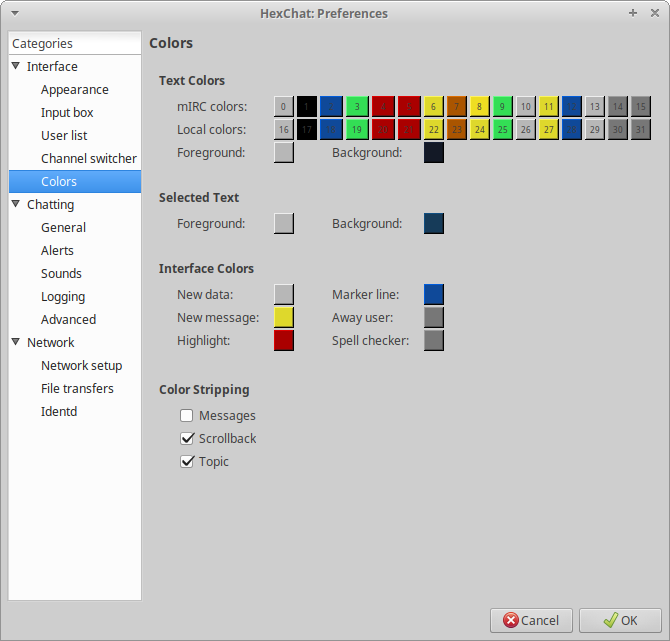 HexChat: Preferences
Categories
Interface
Appearance
Input box
User list
Channel switcher
Colors
Chatting
General
Alerts
Sounds
Logging
Advanced
Network
Network setup
File transfers
Identd
Colors
Text Colors
mIRC colors: 0 1 2 3 4 5 6 7 8 9 10 11 12 13 14 15
Local colors: 16 17 18 19 20 21 22 23 24 25 26 27 28 29 30 31
Foreground: Background:
Selected Text
Foreground: Background:
Interface Colors
New data: Marker line:
New message: Away user:
Highlight: Spell checker:
Color Stripping
Messages
Scrollback
Topic
Cancel OK